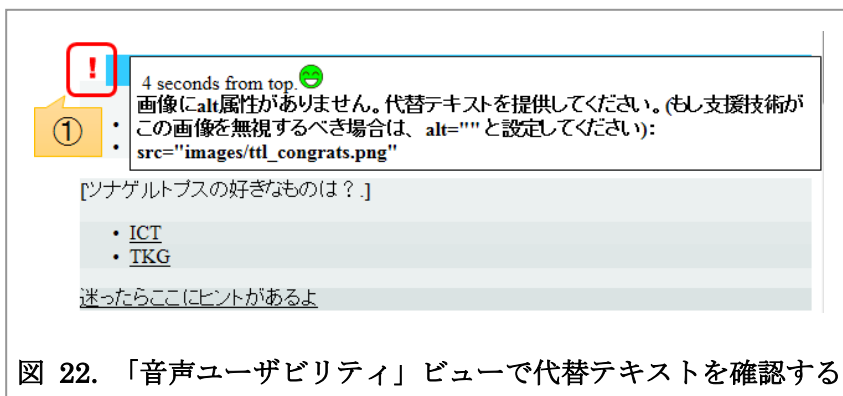 !
4 seconds from top.
画像にalt属性がありません。代替テキストを提供してください。(もし支援技術が
この画像を無視するべき場合は、alt="" と設定してください):
src="images/ttl_congrats.png"
①
[ツナゲルトプスの好きなものは?.]
• ICT
• TKG
迷ったらここにヒントがあるよ
図 22. 「音声ユーザビリティ」ビューで代替テキストを確認する